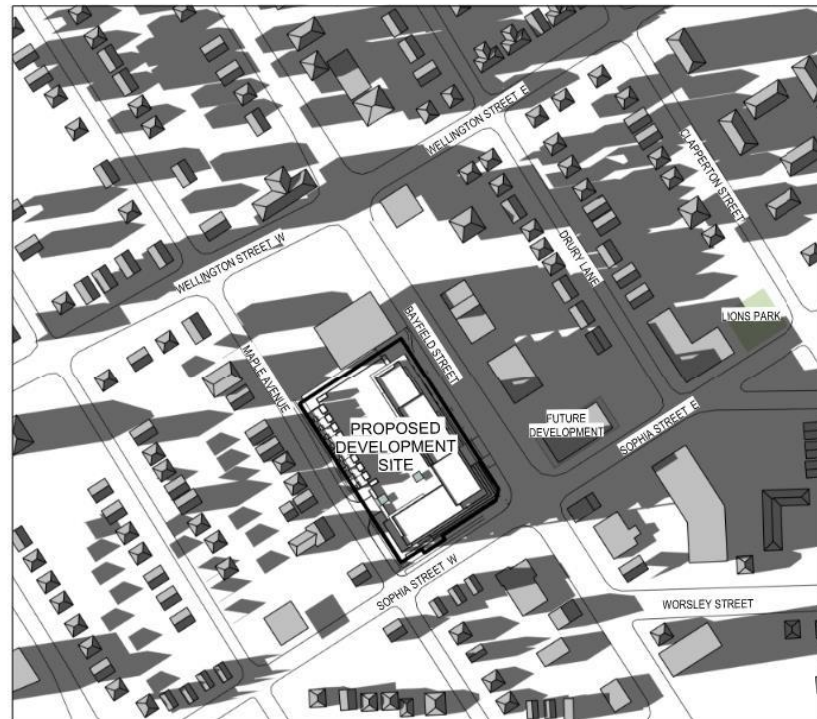 WELLINGTON STREET E
CLAPPERTON STREET
DRURY LANE
WELLINGTON STREET W
BAYFIELD STREET
LIONS PARK
MAPLE AVENUE
PROPOSED
DEVELOPMENT
SITE
FUTURE
DEVELOPMENT
SOPHIA STREET E
SOPHIA STREET W
WORSLEY STREET